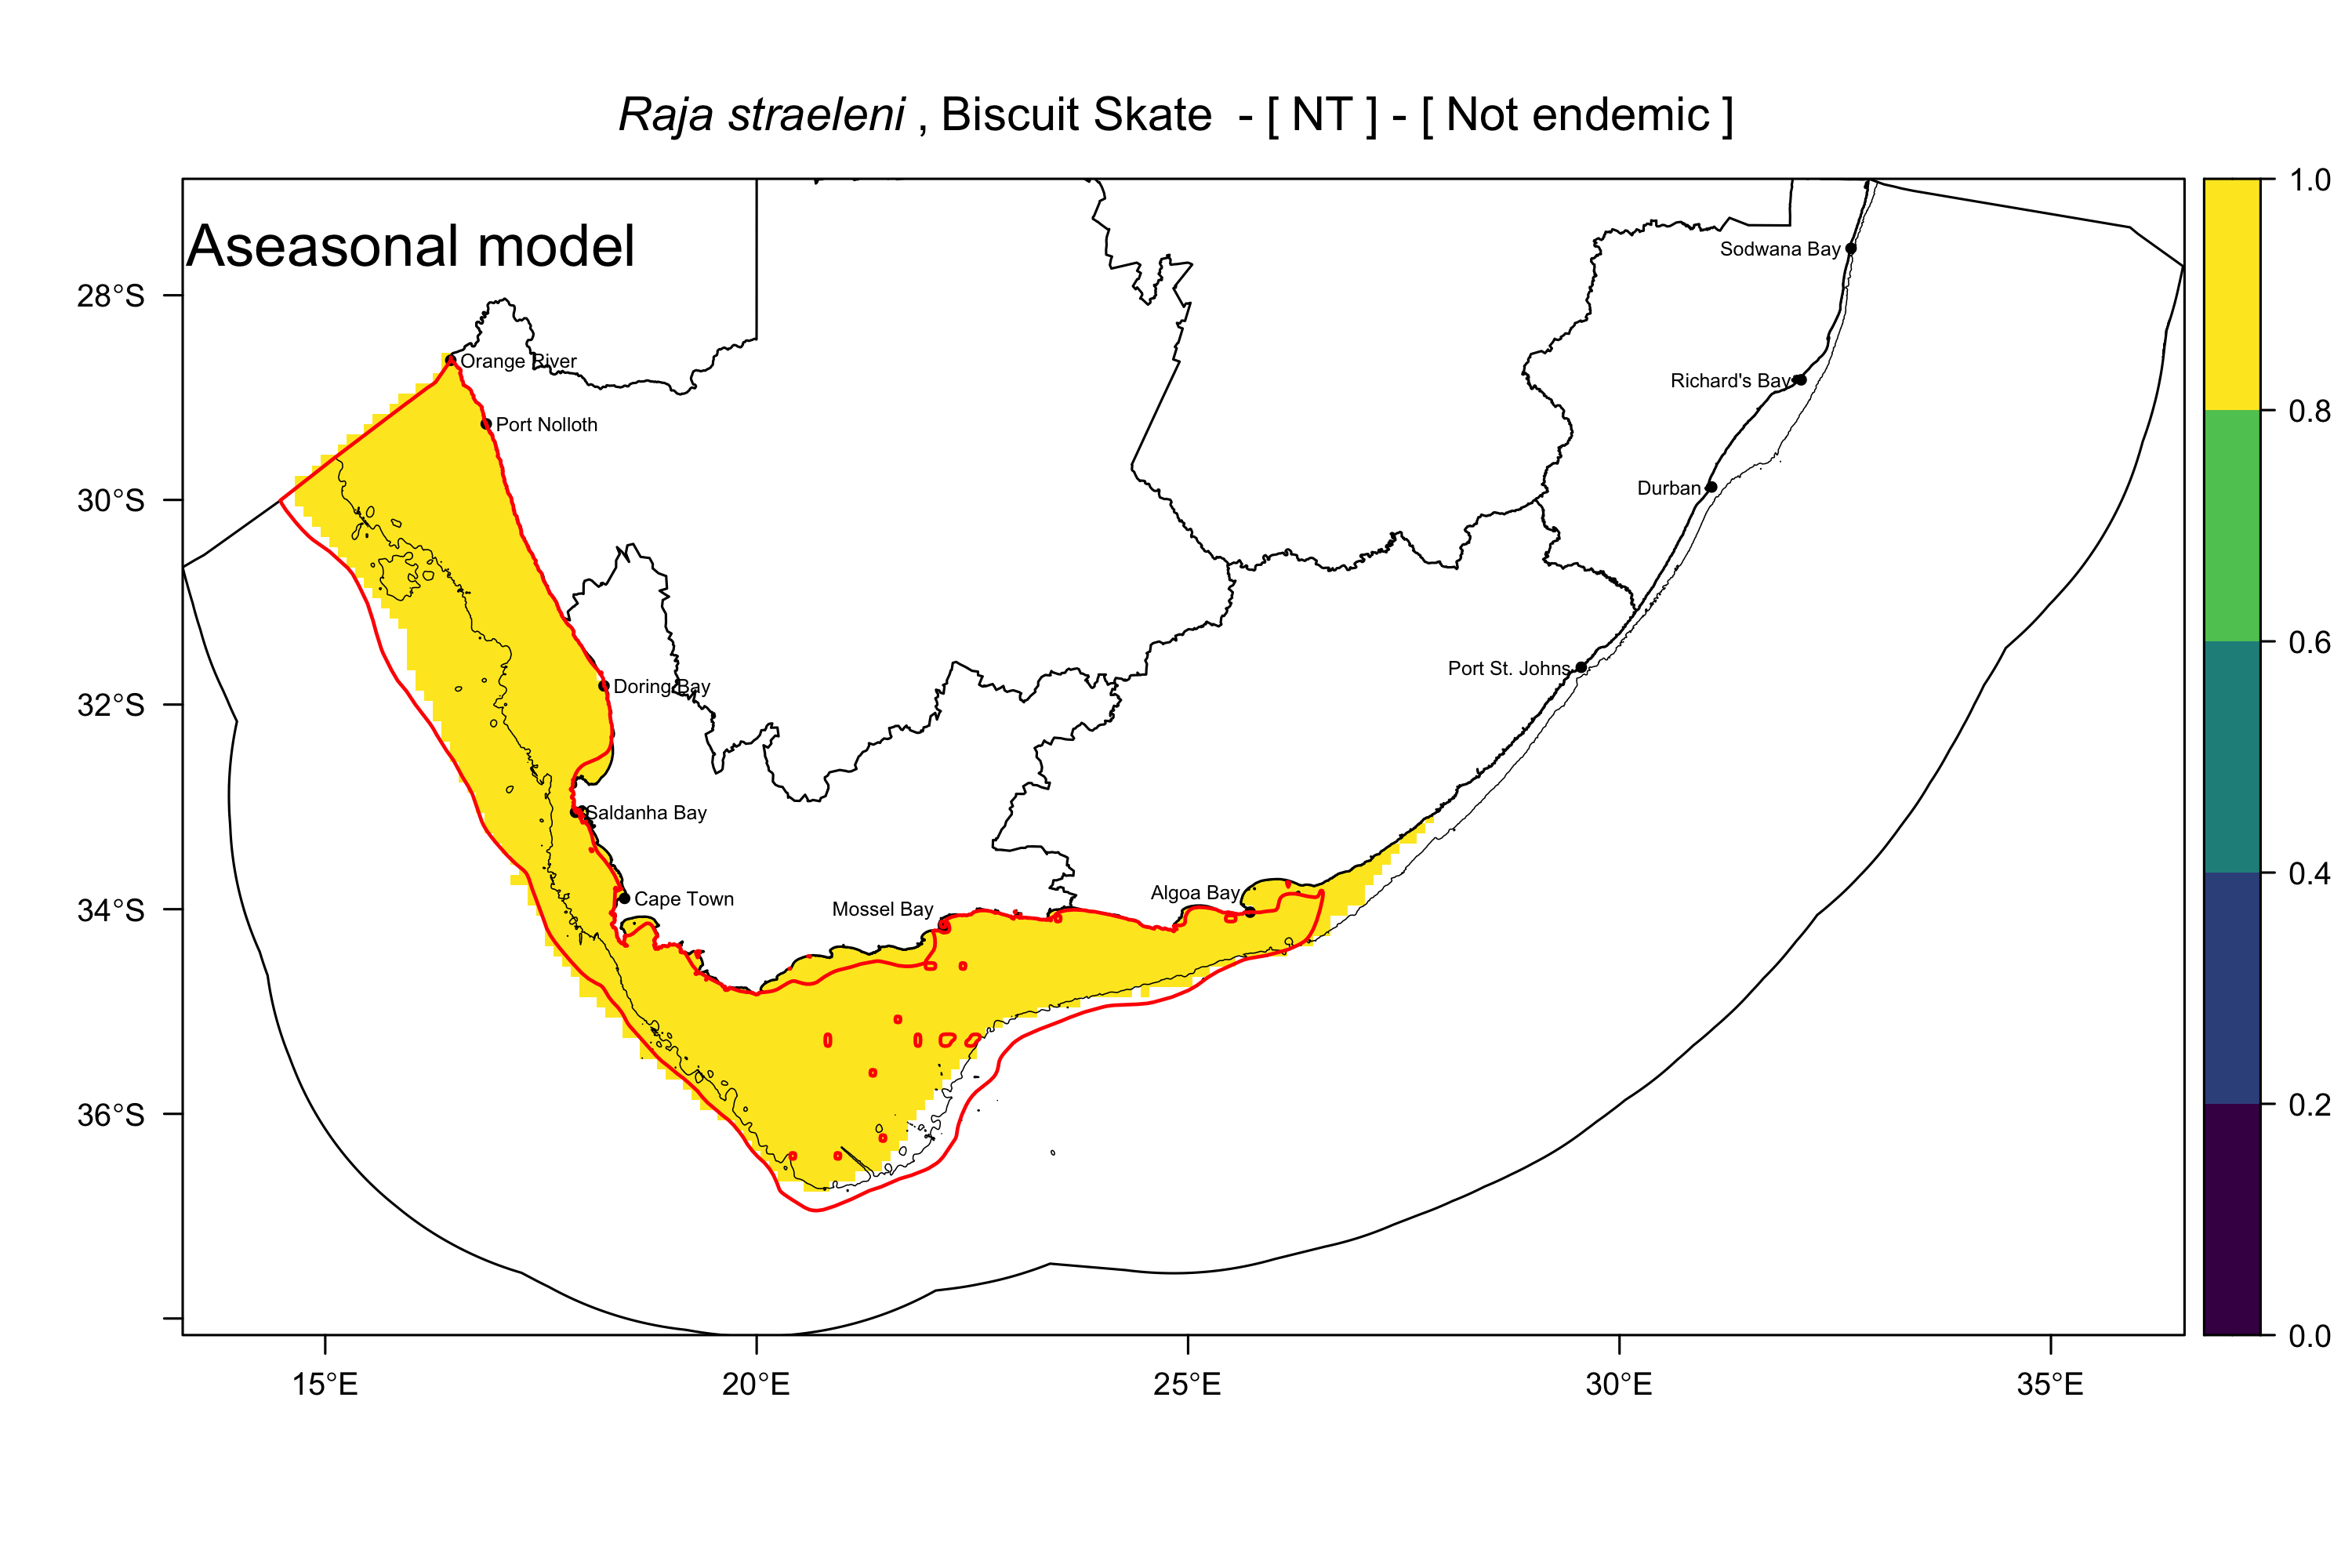 Raja straeleni , Biscuit Skate - [ NT ] - [ Not endemic ]
Aseasonal model
Sodwana Bay
Richard's Bay
Durban
Port St. Johns
Orange River
Port Nolloth
Doring Bay
Saldanha Bay
Cape Town
Mossel Bay
Algoa Bay
28°S
30°S
32°S
34°S
36°S
15°E
20°E
25°E
30°E
35°E
1.0
0.8
0.6
0.4
0.2
0.0